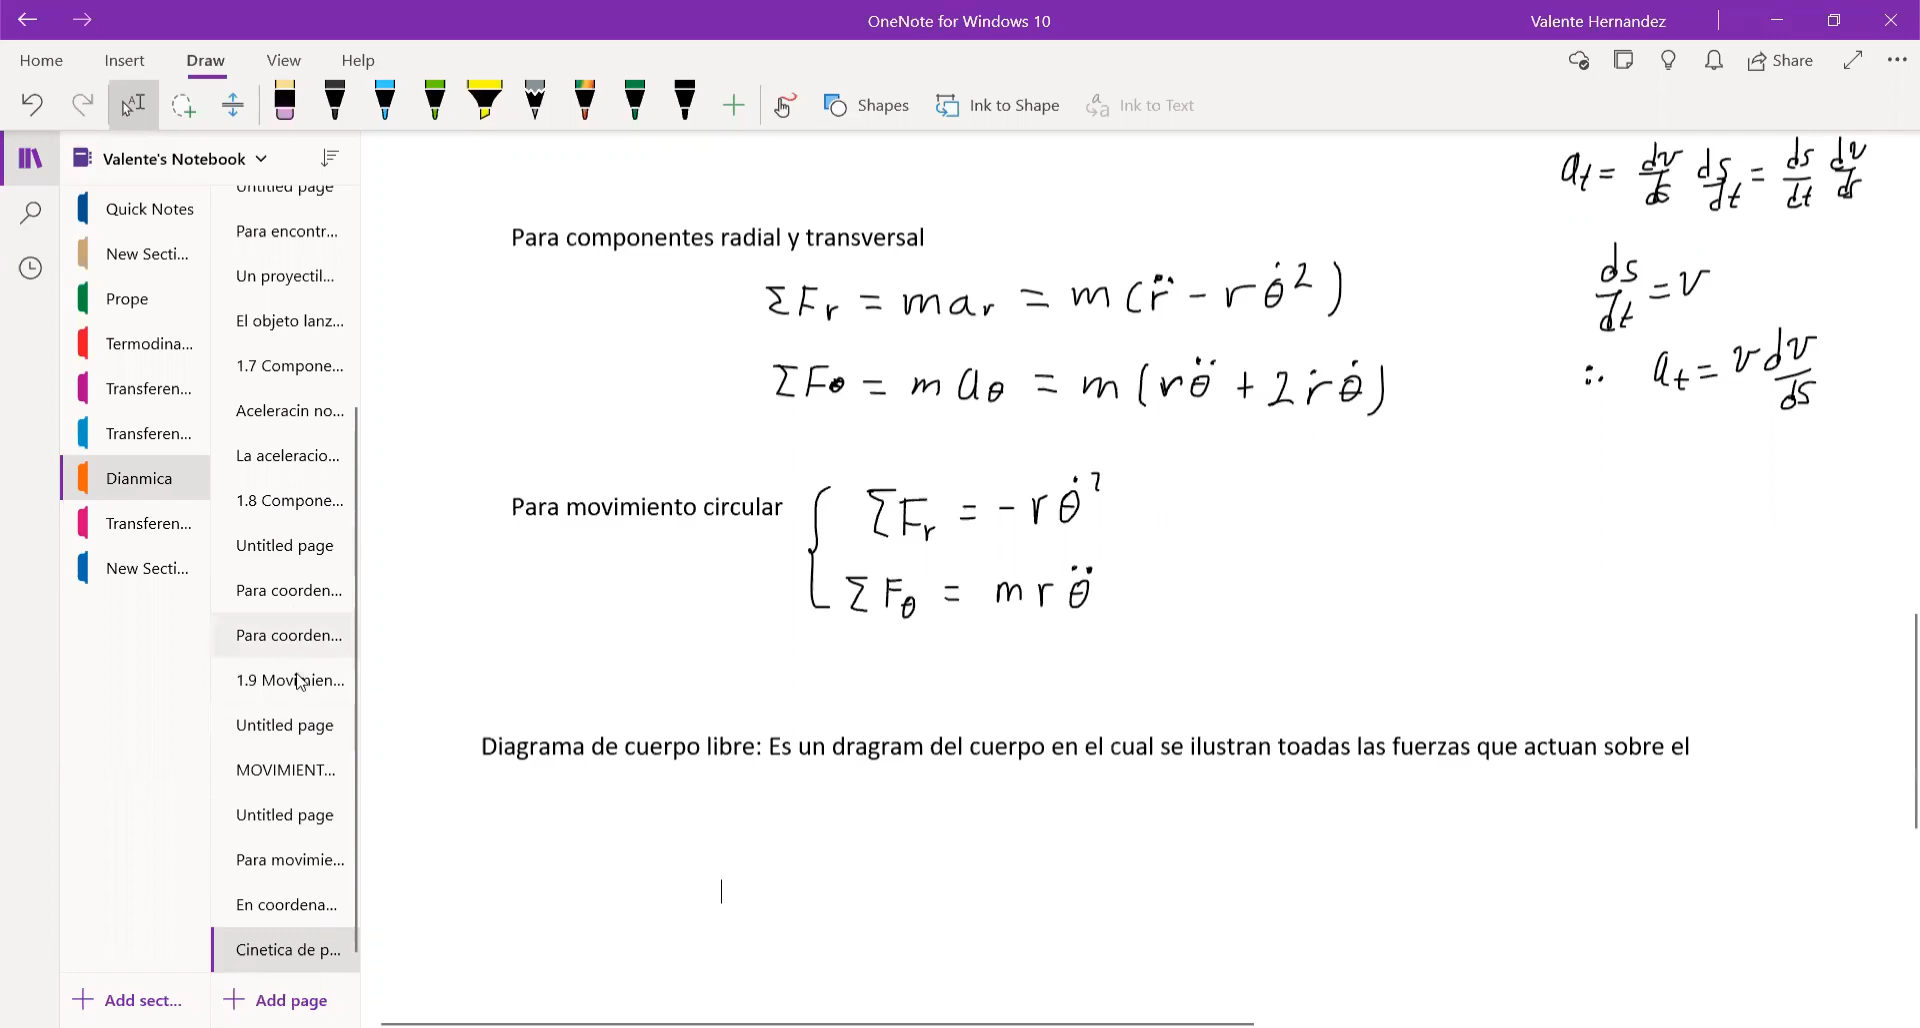 OneNote for Windows 10
Valente Hernandez
Home Insert Draw View Help
Share
Shapes Ink to Shape Ink to Text
Valente's Notebook
Quick Notes
New Secti...
Prope
Termodina...
Transferen...
Transferen...
Dianmica
Transferen...
New Secti...
Add sect...
Untitled page
Para encontr...
Un proyectil...
El objeto lanz...
1.7 Compone...
Aceleracin no...
La aceleracio...
1.8 Compone...
Untitled page
Para coorden...
Para coorden...
1.9 Movimien...
Untitled page
MOVIMIENT...
Untitled page
Para movimie...
En coordena...
Cinetica de p...
Add page
Para componentes radial y transversal
ΣFr = mar = m(r̈ - rθ̇²)
ΣFθ = maθ = m(rθ̈ + 2ṙθ̇)
Para movimiento circular
ΣFr = -rθ̇²
ΣFθ = mrθ̈
Diagrama de cuerpo libre: Es un dragram del cuerpo en el cual se ilustran toadas las fuerzas que actuan sobre el
at = dv/ds ds/dt = ds/dt dv/ds
ds/dt = v
∴ at = v dv/ds